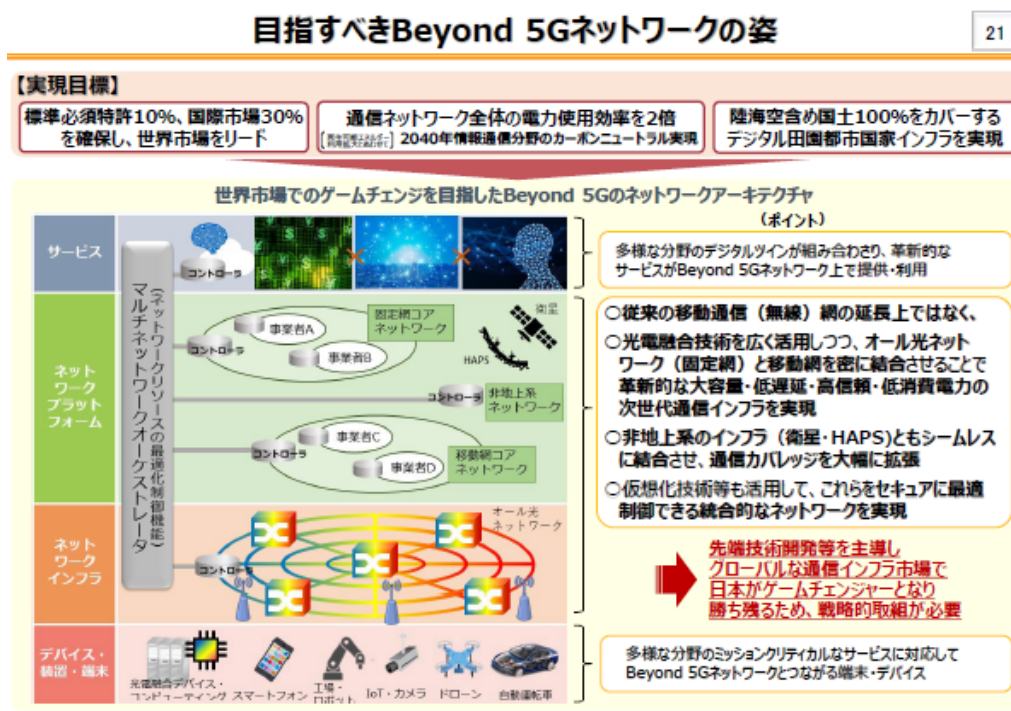 目指すべきBeyond 5Gネットワークの姿
21
【実現目標】
標準必須特許10%、国際市場30%
を確保し、世界市場をリード
通信ネットワーク全体の電力使用効率を2倍
2040年情報通信分野のカーボンニュートラル実現
陸海空含め国土100%をカバーする
デジタル田園都市国家インフラを実現
世界市場でのゲームチェンジを目指したBeyond 5Gのネットワークアーキテクチャ
サービス
コントローラ
マルチネットワークオーケストレータ
(ネットワークリソースの最適化制御機能)
(ポイント)
多様な分野のデジタルツインが組み合わさり、革新的な
サービスがBeyond 5Gネットワーク上で提供・利用
ネット
ワーク
プラット
フォーム
固定網コア
ネットワーク
事業者A
コントローラ
事業者B
衛星
HAPS
コントローラ
非地上系
ネットワーク
事業者C
コントローラ
移動網コア
ネットワーク
事業者D
○従来の移動通信(無線)網の延長上ではなく、
○光電融合技術を広く活用しつつ、オール光ネット
ワーク(固定網)と移動網を密に結合させることで
革新的な大容量・低遅延・高信頼・低消費電力の
次世代通信インフラを実現
○非地上系のインフラ(衛星・HAPS)ともシームレス
に結合させ、通信カバレッジを大幅に拡張
○仮想化技術等も活用して、これらをセキュアに最適
制御できる統合的なネットワークを実現
ネット
ワーク
インフラ
オール光
ネットワーク
コントローラ
先端技術開発等を主導し
グローバルな通信インフラ市場で
日本がゲームチェンジャーとなり
勝ち残るため、戦略的取組が必要
デバイス・
装置・端末
光電融合デバイス・
コンピューティング
スマートフォン
工場・
ロボット
IoT・カメラ
ドローン
自動運転車
多様な分野のミッションクリティカルなサービスに対応して
Beyond 5Gネットワークとつながる端末・デバイス